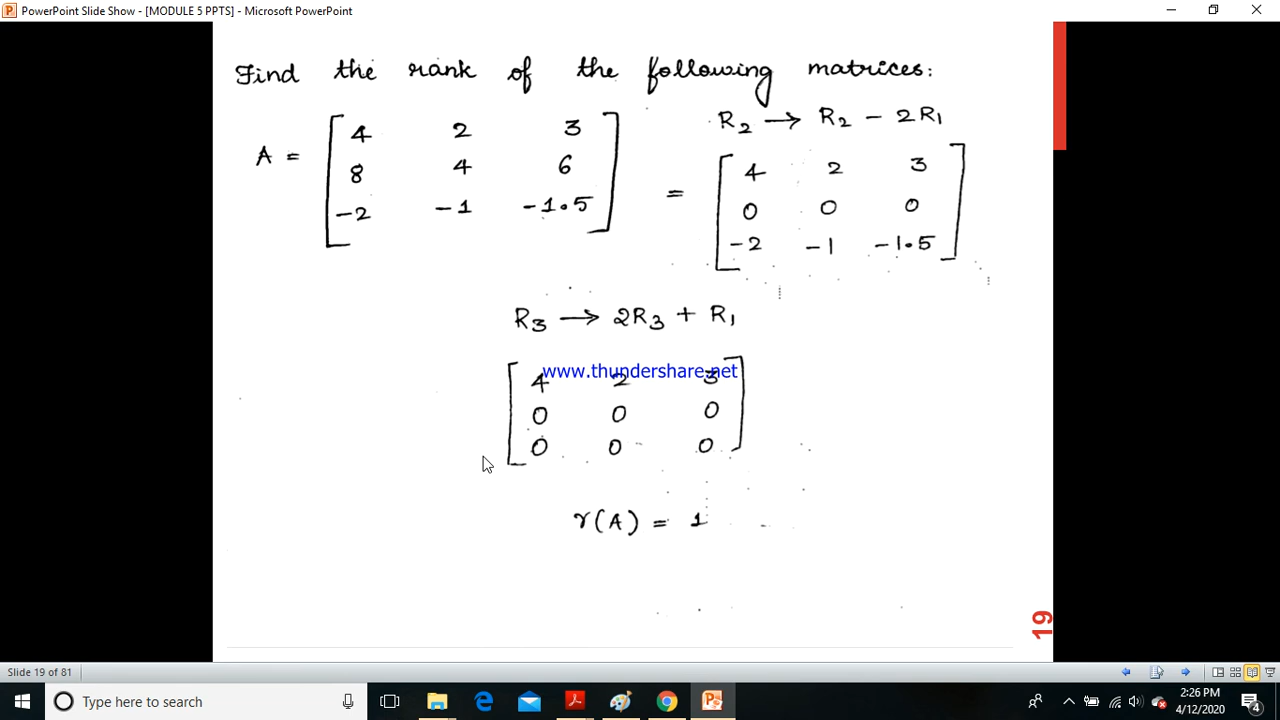 PowerPoint Slide Show - [MODULE 5 PPTS] - Microsoft PowerPoint
Find the rank of the following matrices:
A = [ 4 2 3
8 4 6
-2 -1 -1.5 ]
R2 → R2 - 2R1
= [ 4 2 3
0 0 0
-2 -1 -1.5 ]
R3 → 2R3 + R1
www.thundershare.net
[ 4 2 3
0 0 0
0 0 0 ]
r(A) = 1
19
Slide 19 of 81
Type here to search
2:26 PM
4/12/2020
4